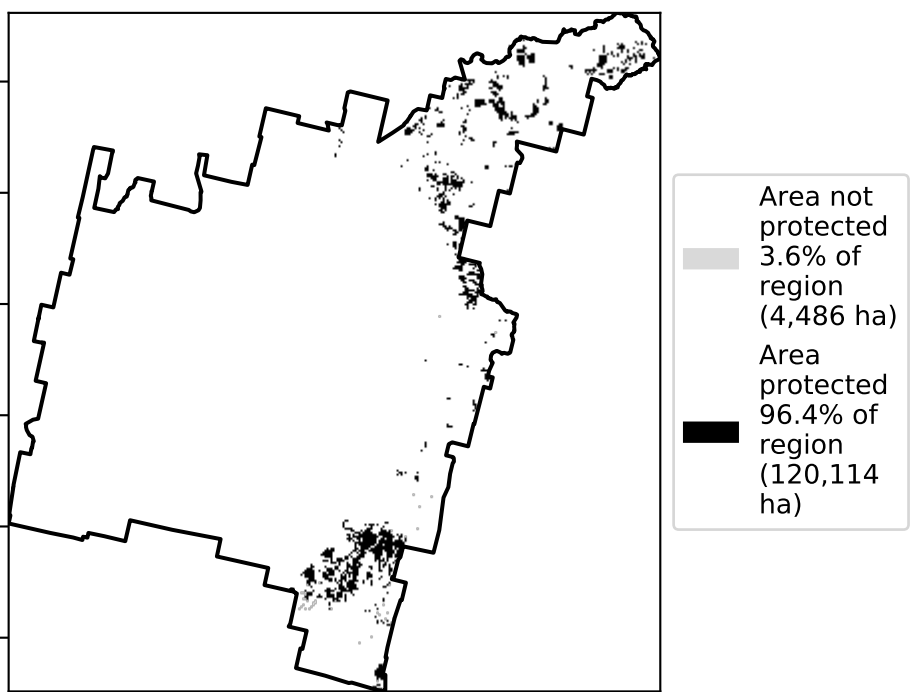 Area not
protected
3.6% of
region
(4,486 ha)
Area
protected
96.4% of
region
(120,114
ha)